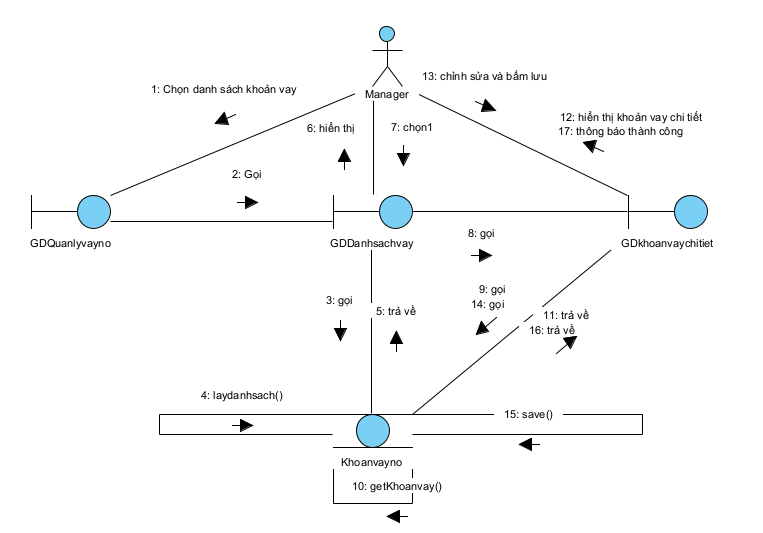 13: chỉnh sửa và bấm lưu
1: Chọn danh sách khoản vay
Manager
12: hiển thị khoản vay chi tiết
17: thông báo thành công
6: hiển thị
7: chọn1
2: Gọi
GDQuanlyvayno
GDDanhsachvay
GDkhoanvaychitiet
8: gọi
9: gọi
14: gọi
3: gọi
5: trả về
11: trả về
16: trả về
4: laydanhsach()
15: save()
Khoanvayno
10: getKhoanvay()